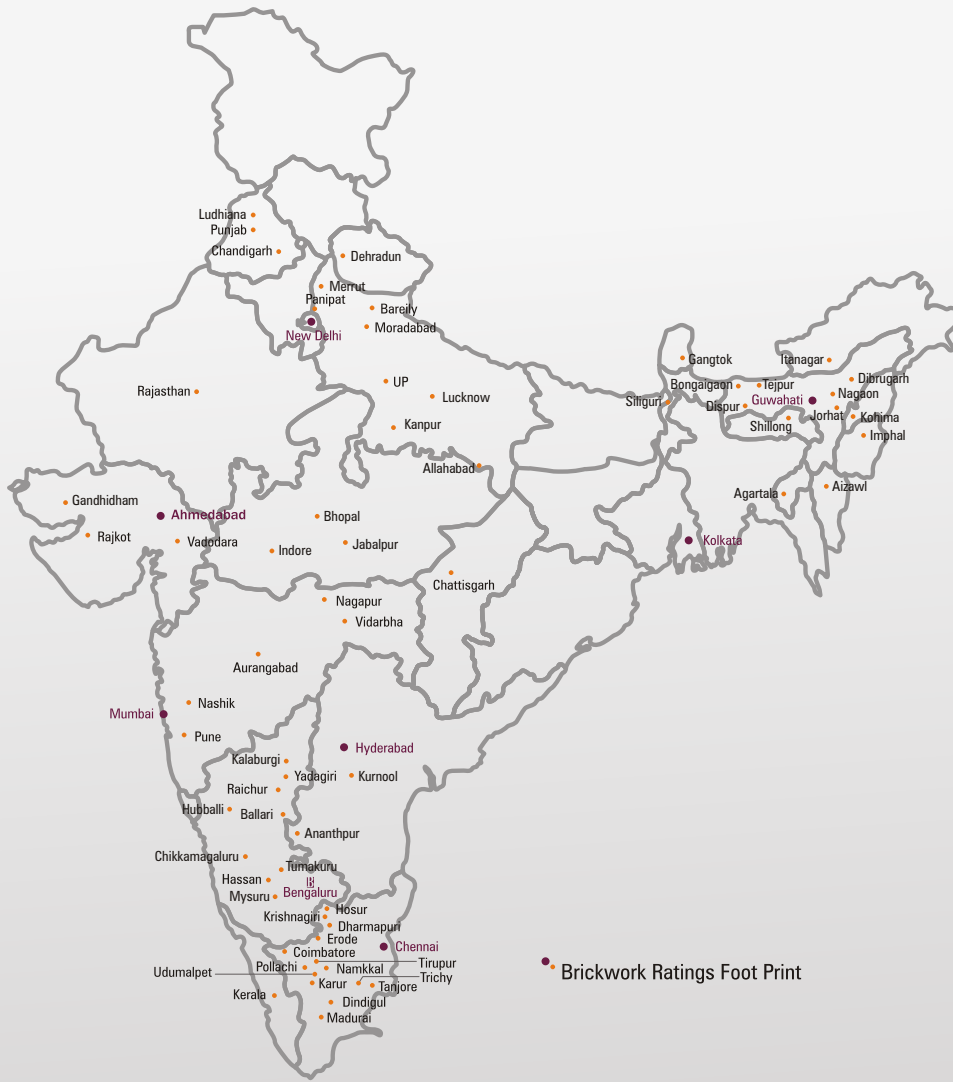 Ludhiana
Punjab
Chandigarh
Dehradun
Merrut
Panipat
Bareily
New Delhi
Moradabad
Gangtok
Itanagar
UP
Bongaigaon
Tejpur
Dibrugarh
Rajasthan
Lucknow
Siliguri
Dispur
Guwahati
Nagaon
Jorhat
Kohima
Kanpur
Shillong
Imphal
Allahabad
Agartala
Aizawl
Gandhidham
Ahmedabad
Bhopal
Rajkot
Vadodara
Indore
Jabalpur
Kolkata
Chattisgarh
Nagapur
Vidarbha
Aurangabad
Nashik
Mumbai
Pune
Hyderabad
Kalaburgi
Yadagiri
Kurnool
Raichur
Hubballi
Ballari
Ananthpur
Chikkamagaluru
Tumakuru
Hassan
Bengaluru
Mysuru
Hosur
Krishnagiri
Dharmapuri
Erode
Chennai
Coimbatore
Tirupur
Pollachi
Namkkal
Udumalpet
Trichy
Karur
Tanjore
Kerala
Dindigul
Madurai
Brickwork Ratings Foot Print